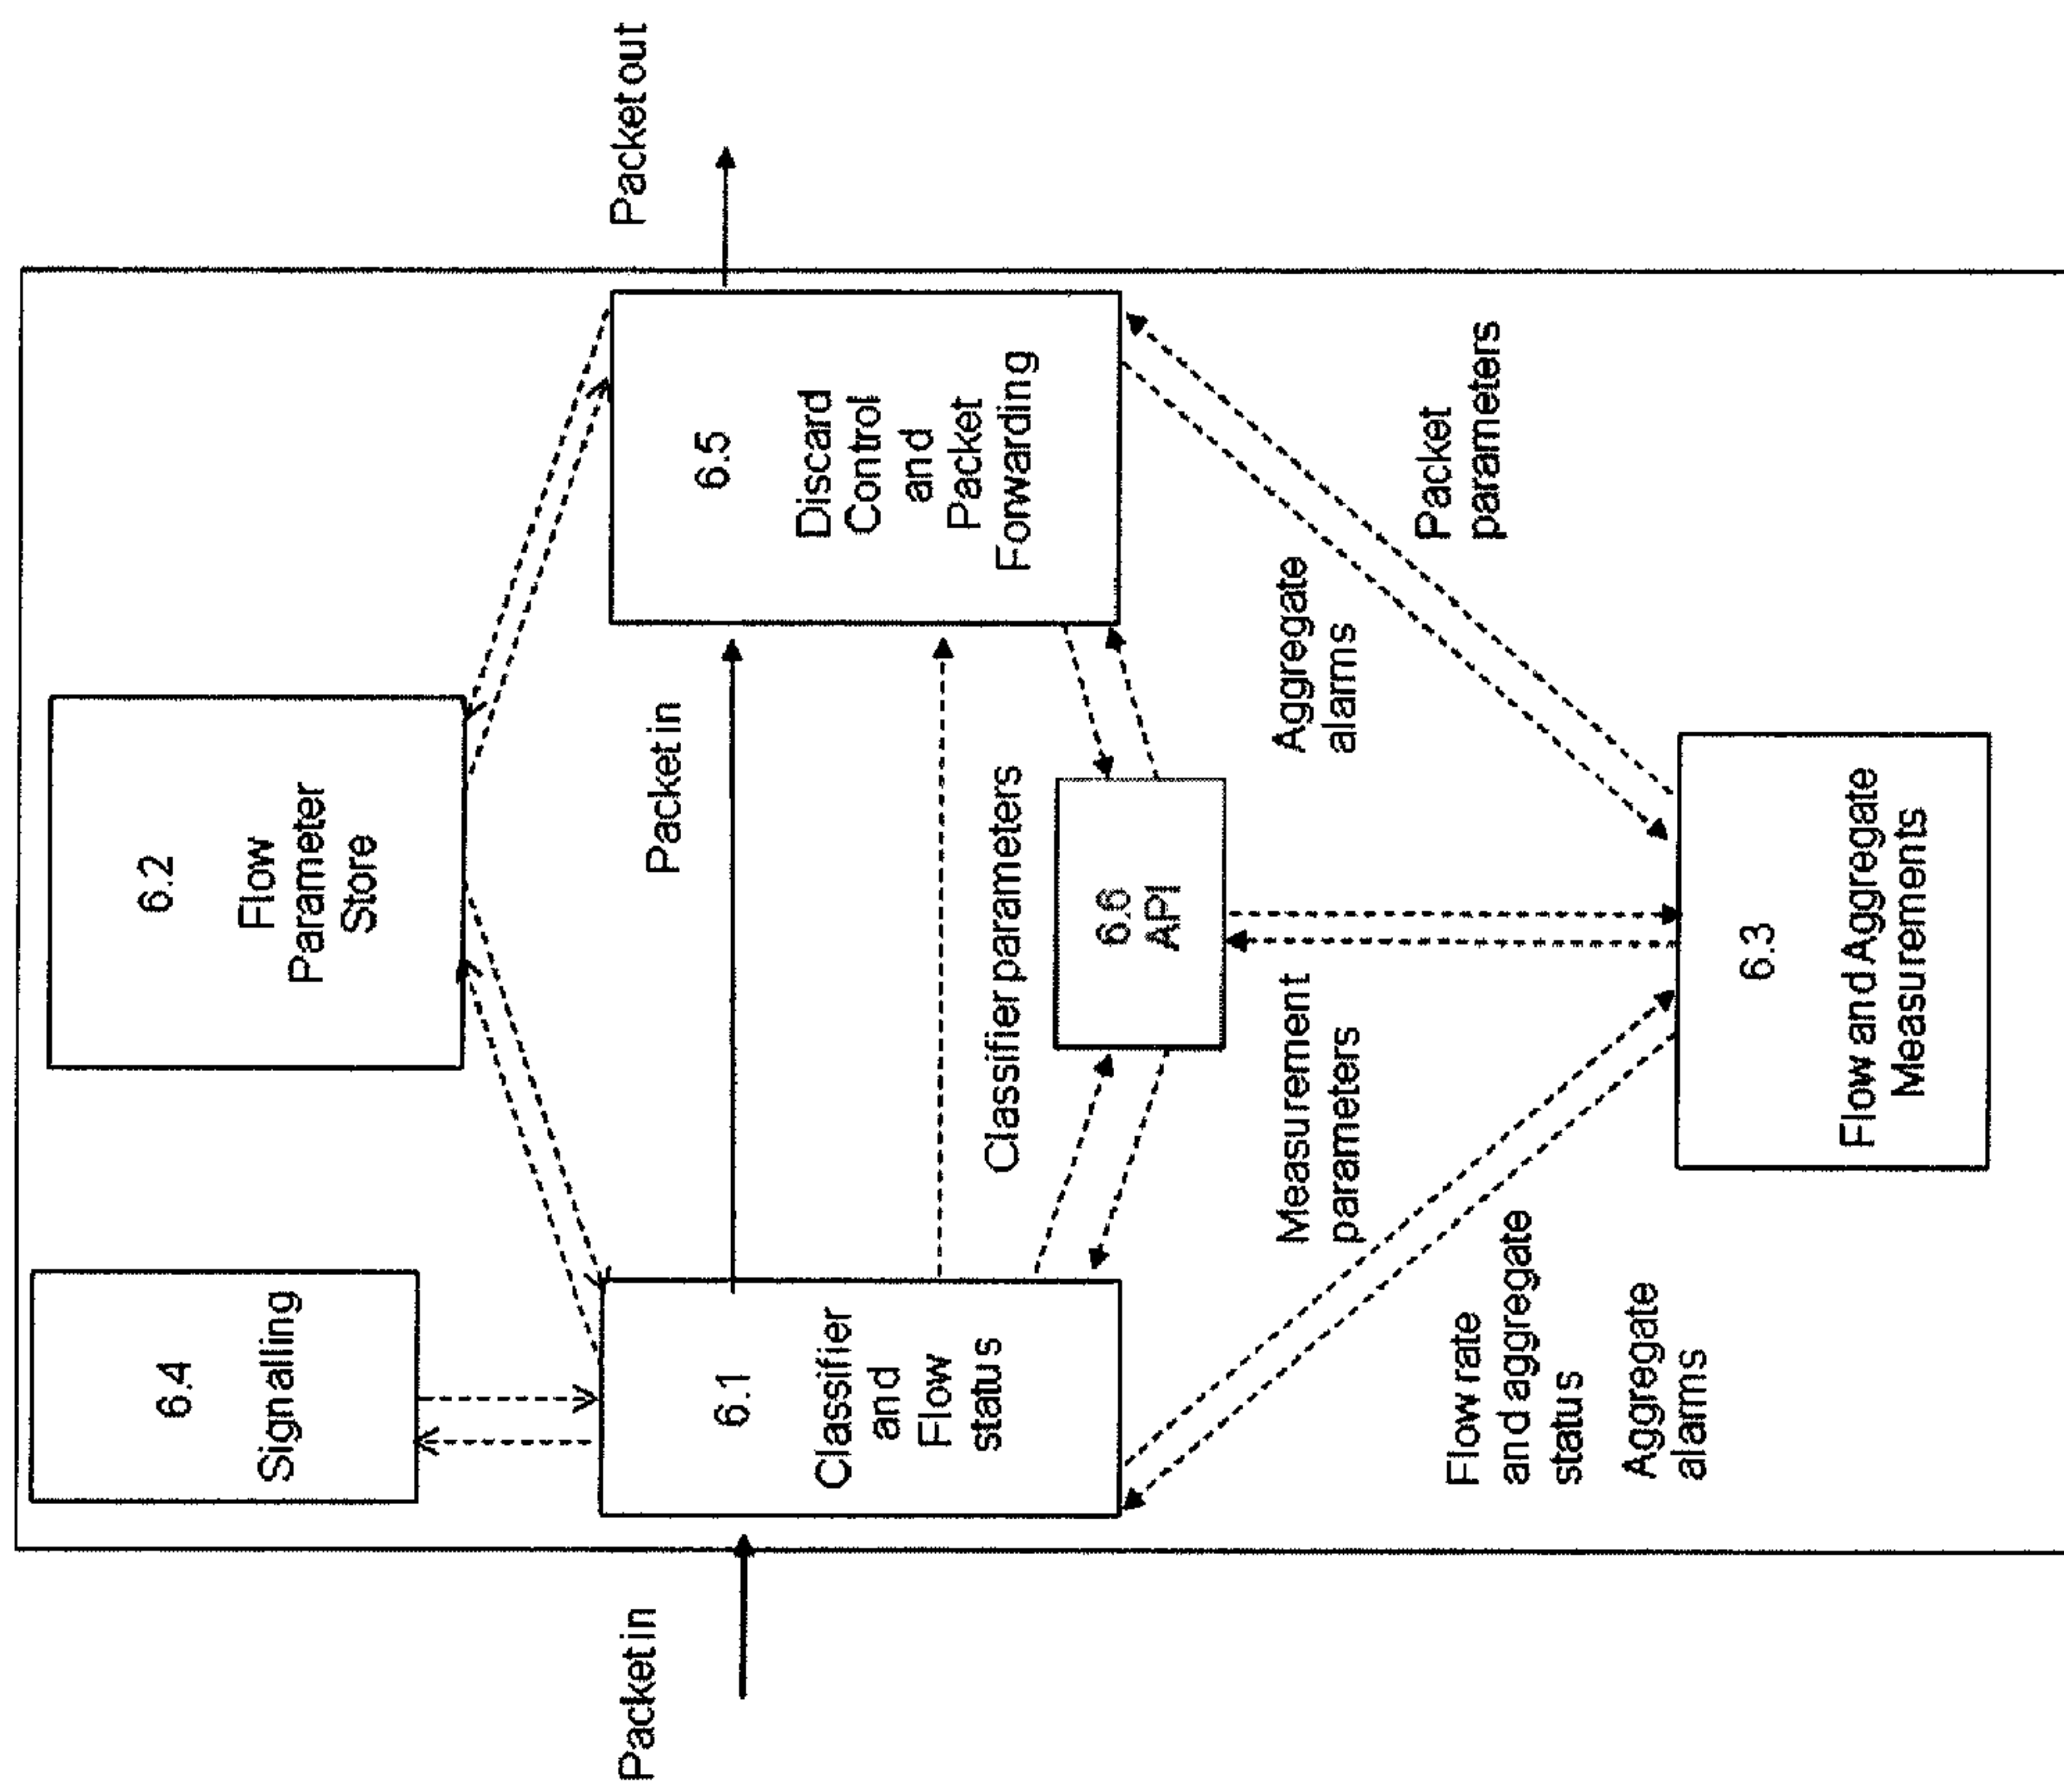 6.4
Signalling
6.2
Flow
Parameter
Store
Packet in
Packet in
Packet out
6.1
Classifier
and
Flow
status
6.5
Discard
Control
and
Packet
Forwarding
Classifier parameters
6.6
API
Measurement
parameters
Aggregate
alarms
Packet
parameters
Flow rate
and aggregate
status
Aggregate
alarms
6.3
Flow and Aggregate
Measurements